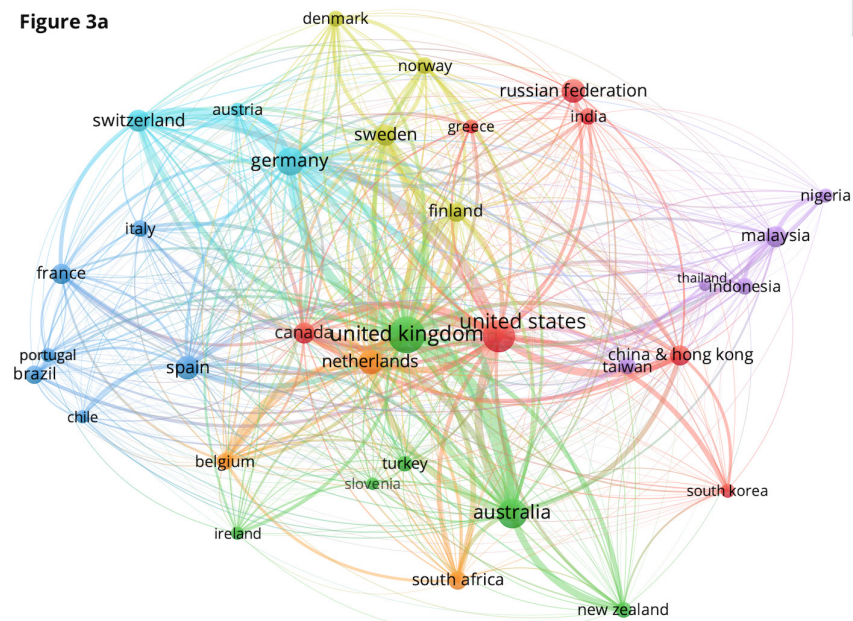 Figure 3a
denmark
norway
russian federation
india
austria
switzerland
sweden
greece
germany
nigeria
finland
italy
malaysia
france
thailand
indonesia
united states
canada
united kingdom
netherlands
china & hong kong
taiwan
portugal
brazil
spain
chile
belgium
turkey
slovenia
south korea
australia
ireland
south africa
new zealand